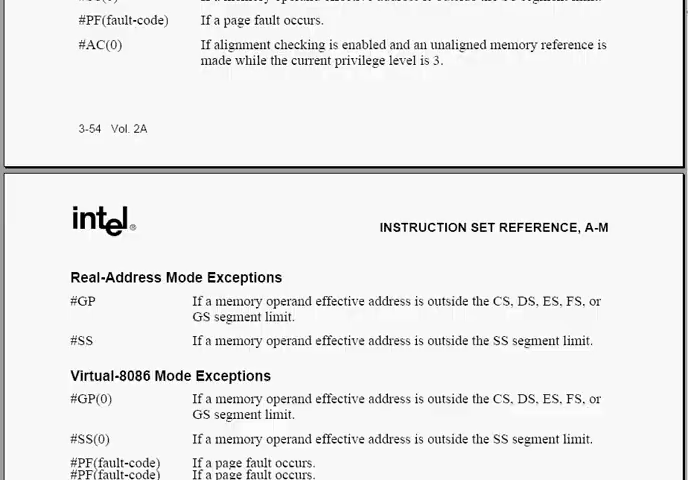 #PF(fault-code) If a page fault occurs.
#AC(0) If alignment checking is enabled and an unaligned memory reference is
made while the current privilege level is 3.
3-54 Vol. 2A
intel®
INSTRUCTION SET REFERENCE, A-M
Real-Address Mode Exceptions
#GP If a memory operand effective address is outside the CS, DS, ES, FS, or
GS segment limit.
#SS If a memory operand effective address is outside the SS segment limit.
Virtual-8086 Mode Exceptions
#GP(0) If a memory operand effective address is outside the CS, DS, ES, FS, or
GS segment limit.
#SS(0) If a memory operand effective address is outside the SS segment limit.
#PF(fault-code) If a page fault occurs.
#PF(fault-code) If a page fault occurs.